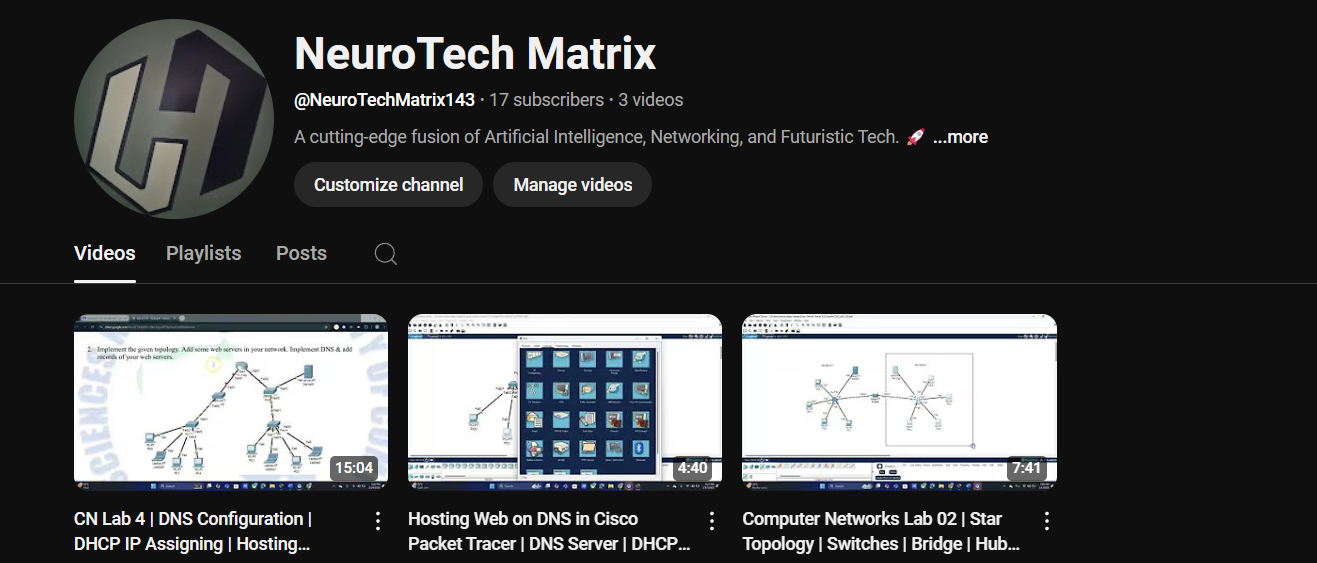 NeuroTech Matrix
@NeuroTechMatrix143 · 17 subscribers · 3 videos
A cutting-edge fusion of Artificial Intelligence, Networking, and Futuristic Tech. 🚀 ...more
Customize channel
Manage videos
Videos
Playlists
Posts
2. Implement the given topology. Add some web servers in your network. Implement DNS & add
records of your web servers.
15:04
4:40
7:41
CN Lab 4 | DNS Configuration |
DHCP IP Assigning | Hosting...
Hosting Web on DNS in Cisco
Packet Tracer | DNS Server | DHCP...
Computer Networks Lab 02 | Star
Topology | Switches | Bridge | Hub...